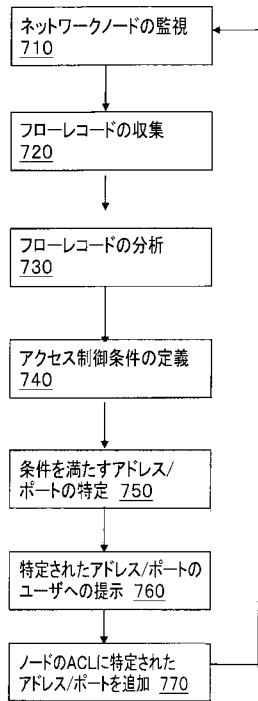 ネットワークノードの監視
710
フローレコードの収集
720
フローレコードの分析
730
アクセス制御条件の定義
740
条件を満たすアドレス/
ポートの特定 750
特定されたアドレス/ポートの
ユーザへの提示 760
ノードのACLに特定された
アドレス/ポートを追加 770